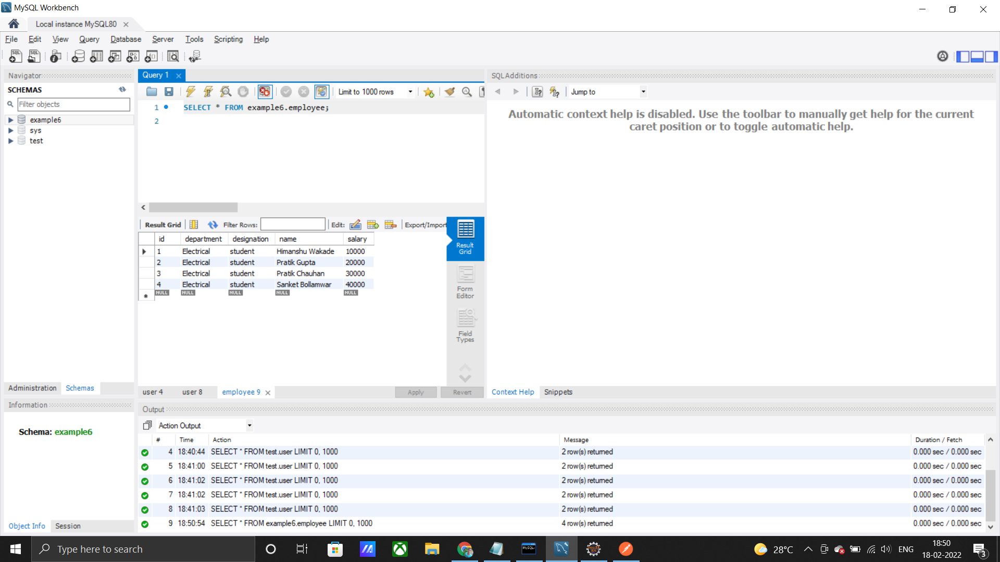 MySQL Workbench
Local instance MySQL80
File Edit View Query Database Server Tools Scripting Help
Navigator
SCHEMAS
Filter objects
example6
sys
test
Administration Schemas
Information
Schema: example6
Object Info Session
Query 1
Limit to 1000 rows
1 SELECT * FROM example6.employee;
2
Result Grid Filter Rows: Edit: Export/Import
id department designation name salary
1 Electrical student Himanshu Wakade 10000
2 Electrical student Pratik Gupta 20000
3 Electrical student Pratik Chauhan 30000
4 Electrical student Sanket Bollamwar 40000
NULL NULL NULL NULL NULL
Result
Grid
Form
Editor
Field
Types
user 4 user 8 employee 9 Apply Revert
SQLAdditions
Jump to
Automatic context help is disabled. Use the toolbar to manually get help for the current
caret position or to toggle automatic help.
Context Help Snippets
Output
Action Output
# Time Action Message Duration / Fetch
4 18:40:44 SELECT * FROM test.user LIMIT 0, 1000 2 row(s) returned 0.000 sec / 0.000 sec
5 18:41:00 SELECT * FROM test.user LIMIT 0, 1000 2 row(s) returned 0.000 sec / 0.000 sec
6 18:41:02 SELECT * FROM test.user LIMIT 0, 1000 2 row(s) returned 0.000 sec / 0.000 sec
7 18:41:02 SELECT * FROM test.user LIMIT 0, 1000 2 row(s) returned 0.000 sec / 0.000 sec
8 18:41:03 SELECT * FROM test.user LIMIT 0, 1000 2 row(s) returned 0.000 sec / 0.000 sec
9 18:50:54 SELECT * FROM example6.employee LIMIT 0, 1000 4 row(s) returned 0.000 sec / 0.000 sec
Type here to search
28°C
ENG
18:50
18-02-2022
3